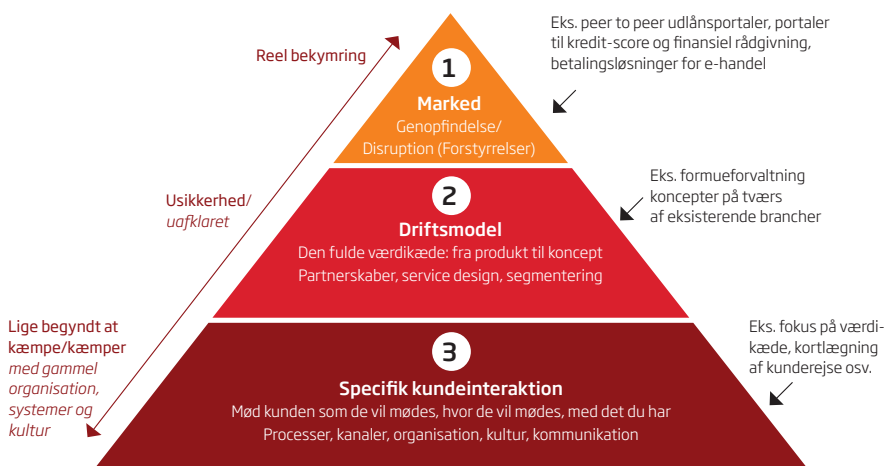 Reel bekymring
Eks. peer to peer udlånsportaler, portaler
til kredit-score og finansiel rådgivning,
betalingsløsninger for e-handel
1
Marked
Genopfindelse/
Disruption (Forstyrrelser)
Usikkerhed/
uafklaret
Eks. formueforvaltning
koncepter på tværs
af eksisterende brancher
2
Driftsmodel
Den fulde værdikæde: fra produkt til koncept
Partnerskaber, service design, segmentering
Lige begyndt at
kæmpe/kæmper
med gammel
organisation,
systemer og
kultur
Eks. fokus på værdi-
kæde, kortlægning
af kunderejse osv.
3
Specifik kundeinteraktion
Mød kunden som de vil mødes, hvor de vil mødes, med det du har
Processer, kanaler, organisation, kultur, kommunikation